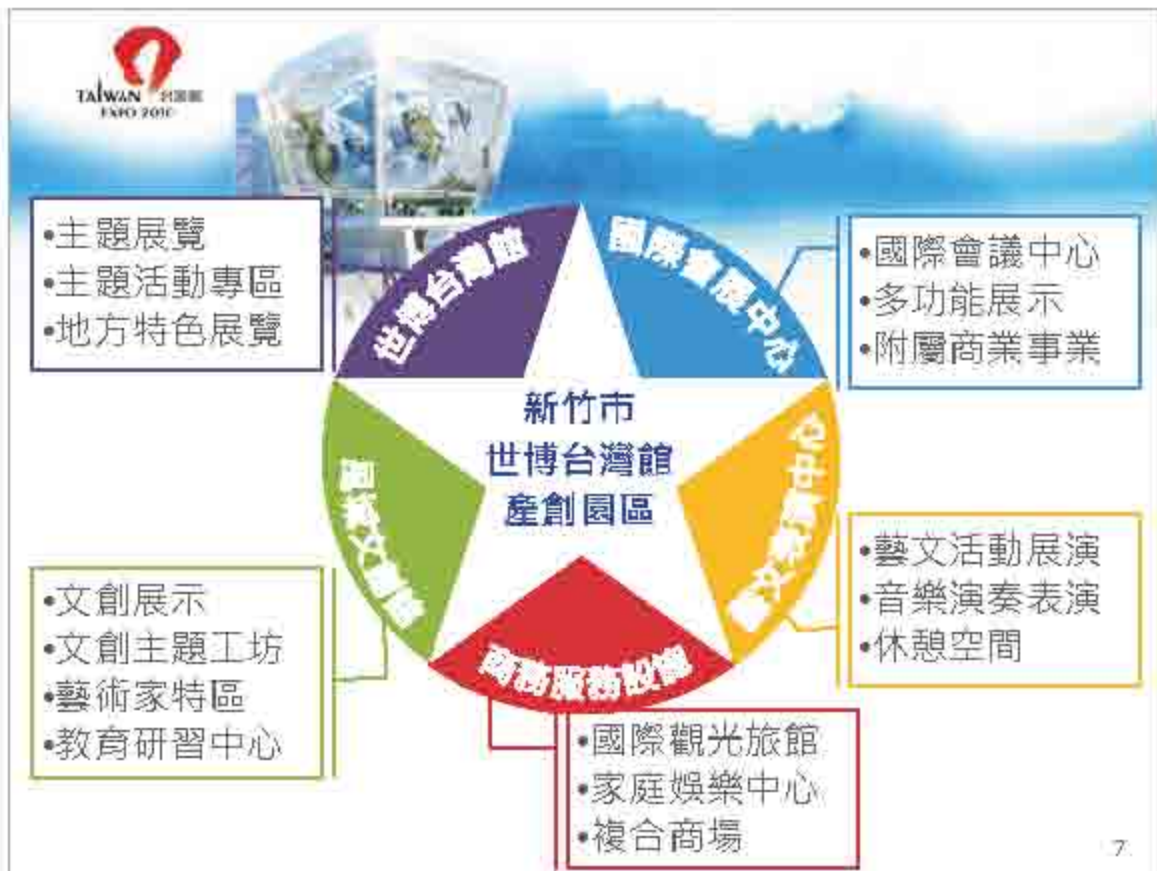 TAIWAN 台灣館
EXPO 2010
世博台灣館
•主題展覽
•主題活動專區
•地方特色展覽
國際會展中心
•國際會議中心
•多功能展示
•附屬商業事業
新竹市
世博台灣館
產創園區
中心
•藝文活動展演
•音樂演奏表演
•休憩空間
•文創展示
•文創主題工坊
•藝術家特區
•教育研習中心
商務服務設施
•國際觀光旅館
•家庭娛樂中心
•複合商場
7